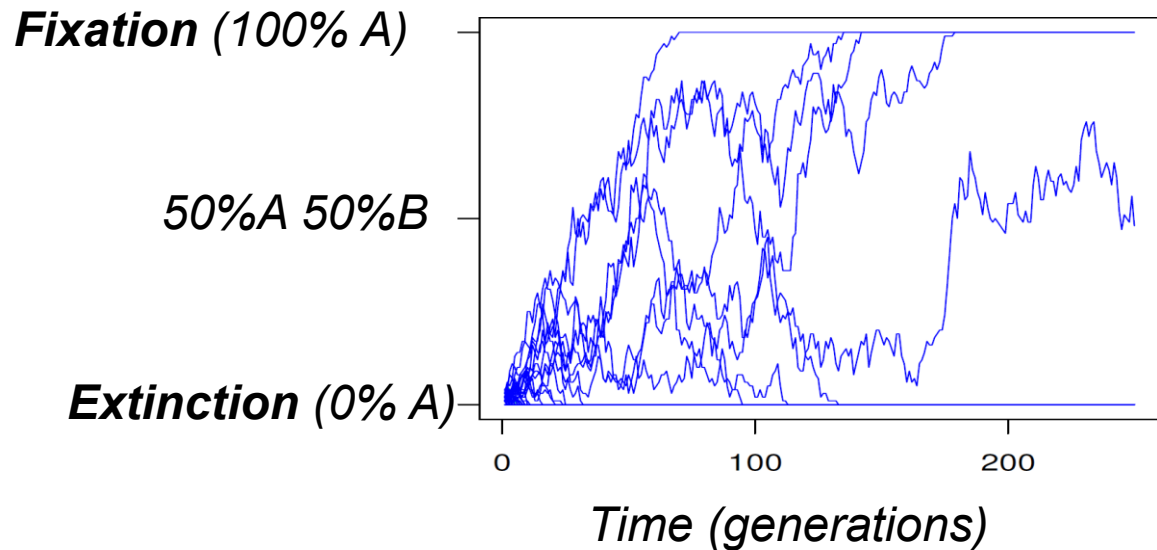 Fixation (100% A)
50%A 50%B
Extinction (0% A)
0 100 200
Time (generations)